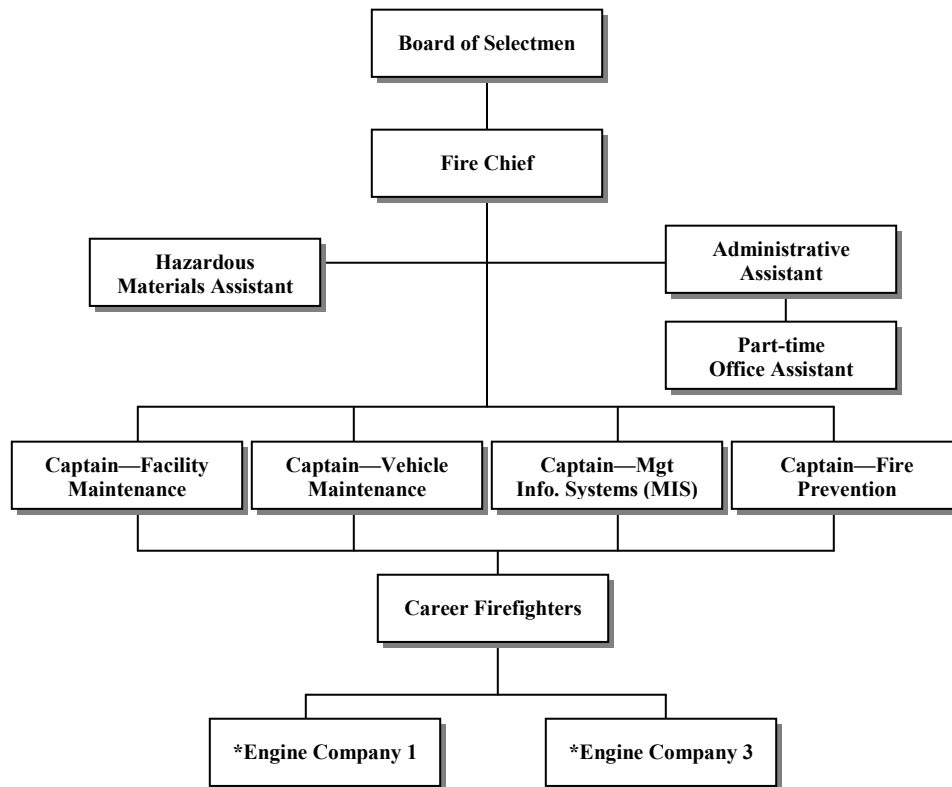 Board of Selectmen
Fire Chief
Hazardous
Materials Assistant
Administrative
Assistant
Part-time
Office Assistant
Captain—Facility
Maintenance
Captain—Vehicle
Maintenance
Captain—Mgt
Info. Systems (MIS)
Captain—Fire
Prevention
Career Firefighters
*Engine Company 1
*Engine Company 3